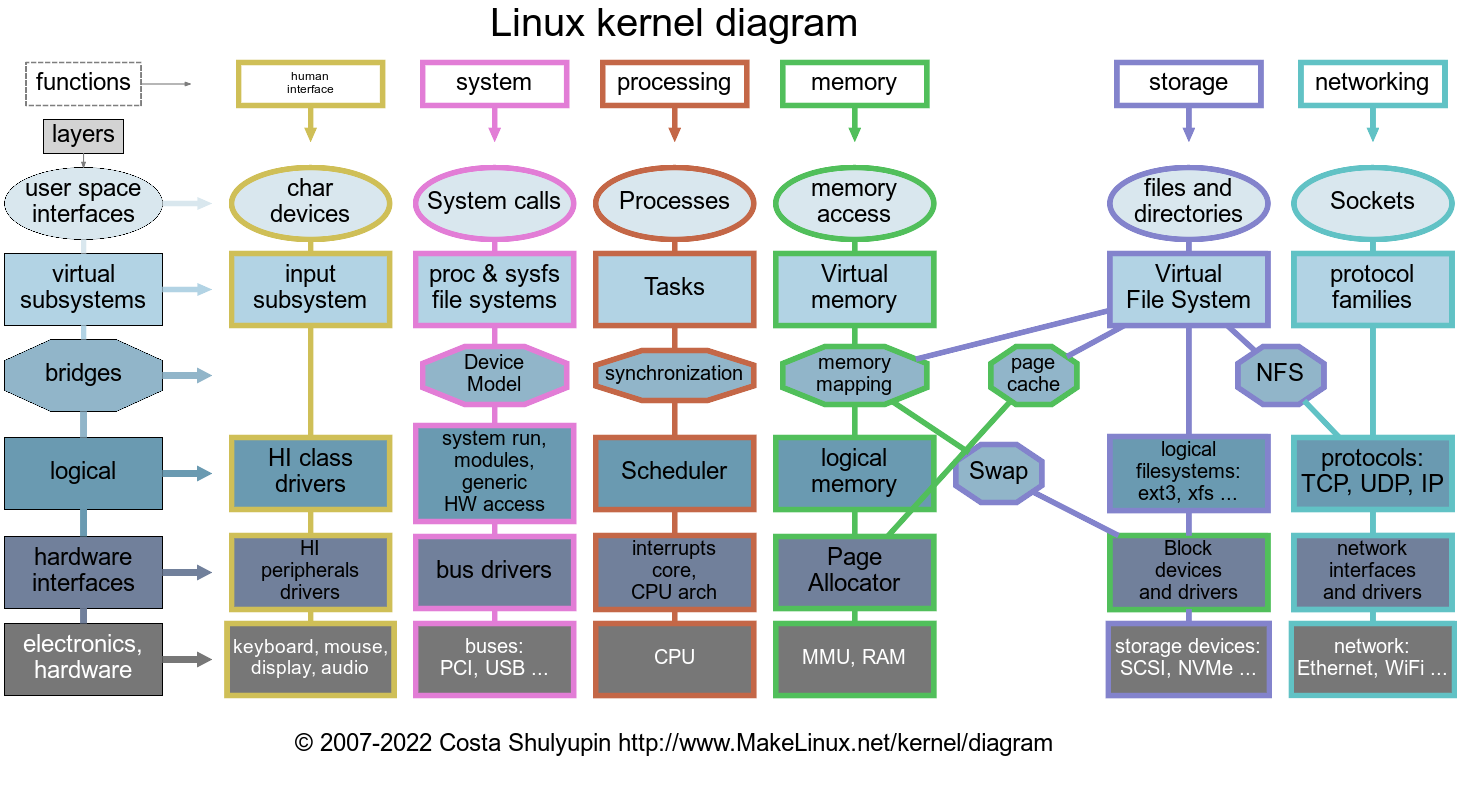 Linux kernel diagram
functions
human
interface
system
processing
memory
storage
networking
layers
user space
interfaces
char
devices
System calls
Processes
memory
access
files and
directories
Sockets
virtual
subsystems
input
subsystem
proc & sysfs
file systems
Tasks
Virtual
memory
Virtual
File System
protocol
families
bridges
Device
Model
synchronization
memory
mapping
page
cache
NFS
logical
HI class
drivers
system run,
modules,
generic
HW access
Scheduler
logical
memory
Swap
logical
filesystems:
ext3, xfs ...
protocols:
TCP, UDP, IP
hardware
interfaces
HI
peripherals
drivers
bus drivers
interrupts
core,
CPU arch
Page
Allocator
Block
devices
and drivers
network
interfaces
and drivers
electronics,
hardware
keyboard, mouse,
display, audio
buses:
PCI, USB ...
CPU
MMU, RAM
storage devices:
SCSI, NVMe ...
network:
Ethernet, WiFi ...
© 2007-2022 Costa Shulyupin http://www.MakeLinux.net/kernel/diagram